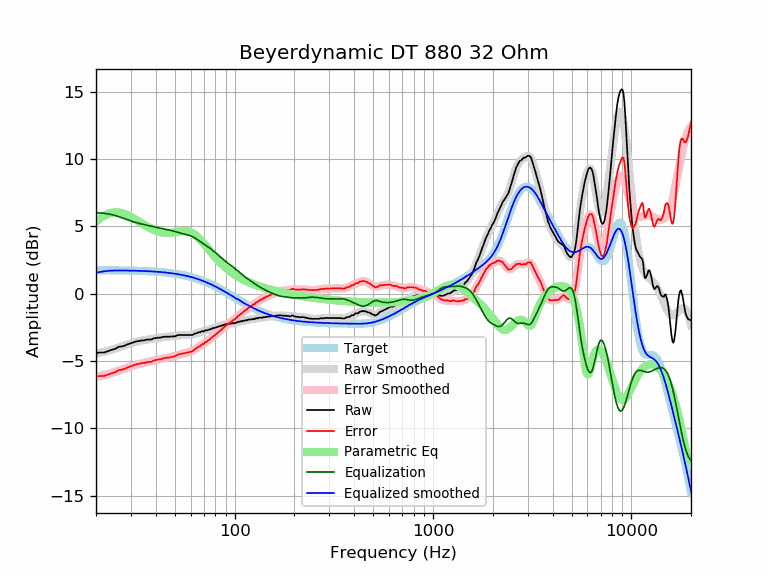 Beyerdynamic DT 880 32 Ohm
Amplitude (dBr)
15
10
5
0
−5
−10
−15
Target
Raw Smoothed
Error Smoothed
Raw
Error
Parametric Eq
Equalization
Equalized smoothed
100
1000
10000
Frequency (Hz)